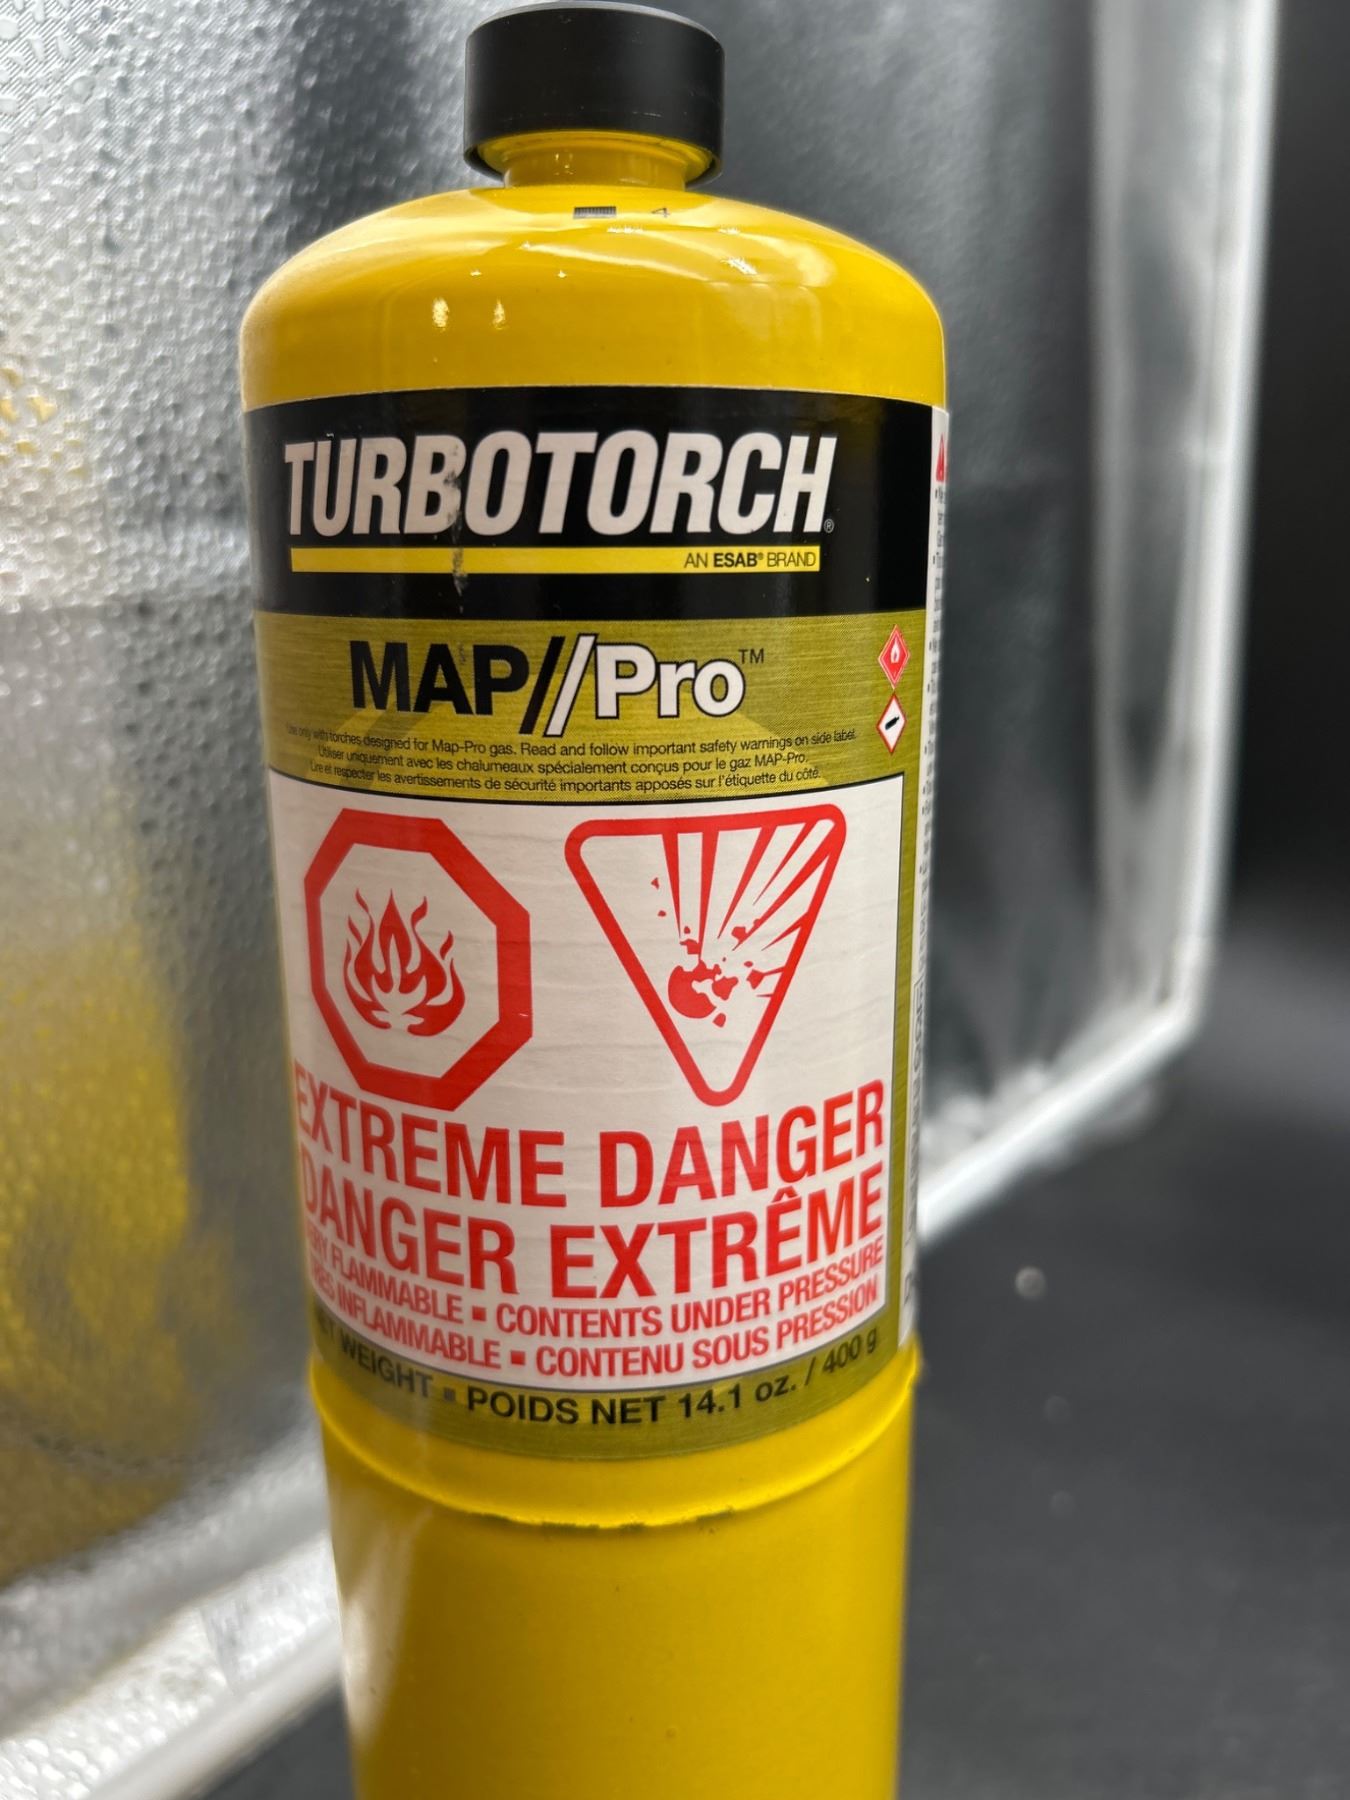 TURBOTORCH®
AN ESAB® BRAND
MAP//Pro™
Use only with torches designed for Map-Pro gas. Read and follow important safety warnings on side label.
Utiliser uniquement avec les chalumeaux spécialement conçus pour le gaz MAP-Pro.
Lire et respecter les avertissements de sécurité importants apposés sur l'étiquette du côté.
EXTREME DANGER
DANGER EXTRÊME
FLAMMABLE ▪ CONTENTS UNDER PRESSURE
INFLAMMABLE ▪ CONTENU SOUS PRESSION
WEIGHT ▪ POIDS NET 14.1 oz. / 400 g